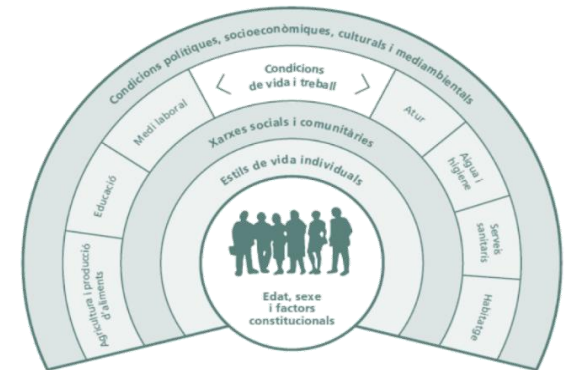 Condicions polítiques, socioeconòmiques, culturals i mediambientals
Condicions
de vida i treball
Agricultura i producció
d'aliments
Educació
Medi laboral
Atur
Aigua i
higiene
Serveis
sanitaris
Habitatge
Xarxes socials i comunitàries
Estils de vida individuals
Edat, sexe
i factors
constitucionals